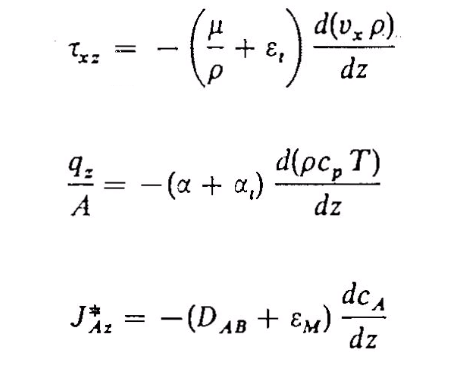 τ_xz = −(μ/ρ + ε_t) d(v_x ρ)/dz
q_z/A = −(α + α_t) d(ρc_p T)/dz
J*_Az = −(D_AB + ε_M) dc_A/dz